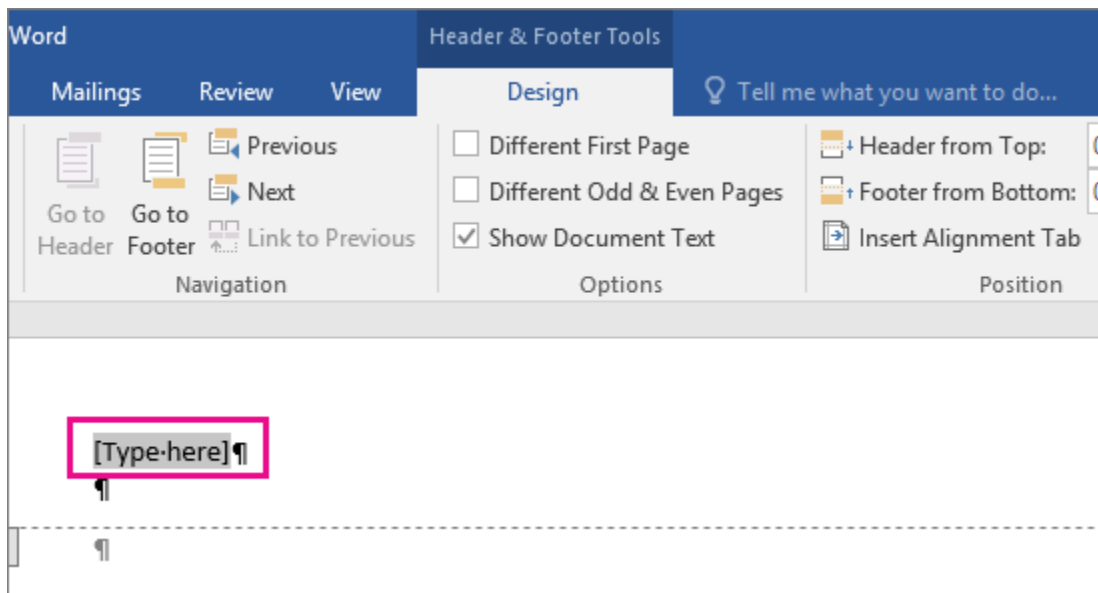 Word Header & Footer Tools
Mailings Review View Design Tell me what you want to do...
Previous Different First Page Header from Top:
Next Different Odd & Even Pages Footer from Bottom:
Go to Header Go to Footer Link to Previous Show Document Text Insert Alignment Tab
Navigation Options Position
[Type·here]¶
¶
¶